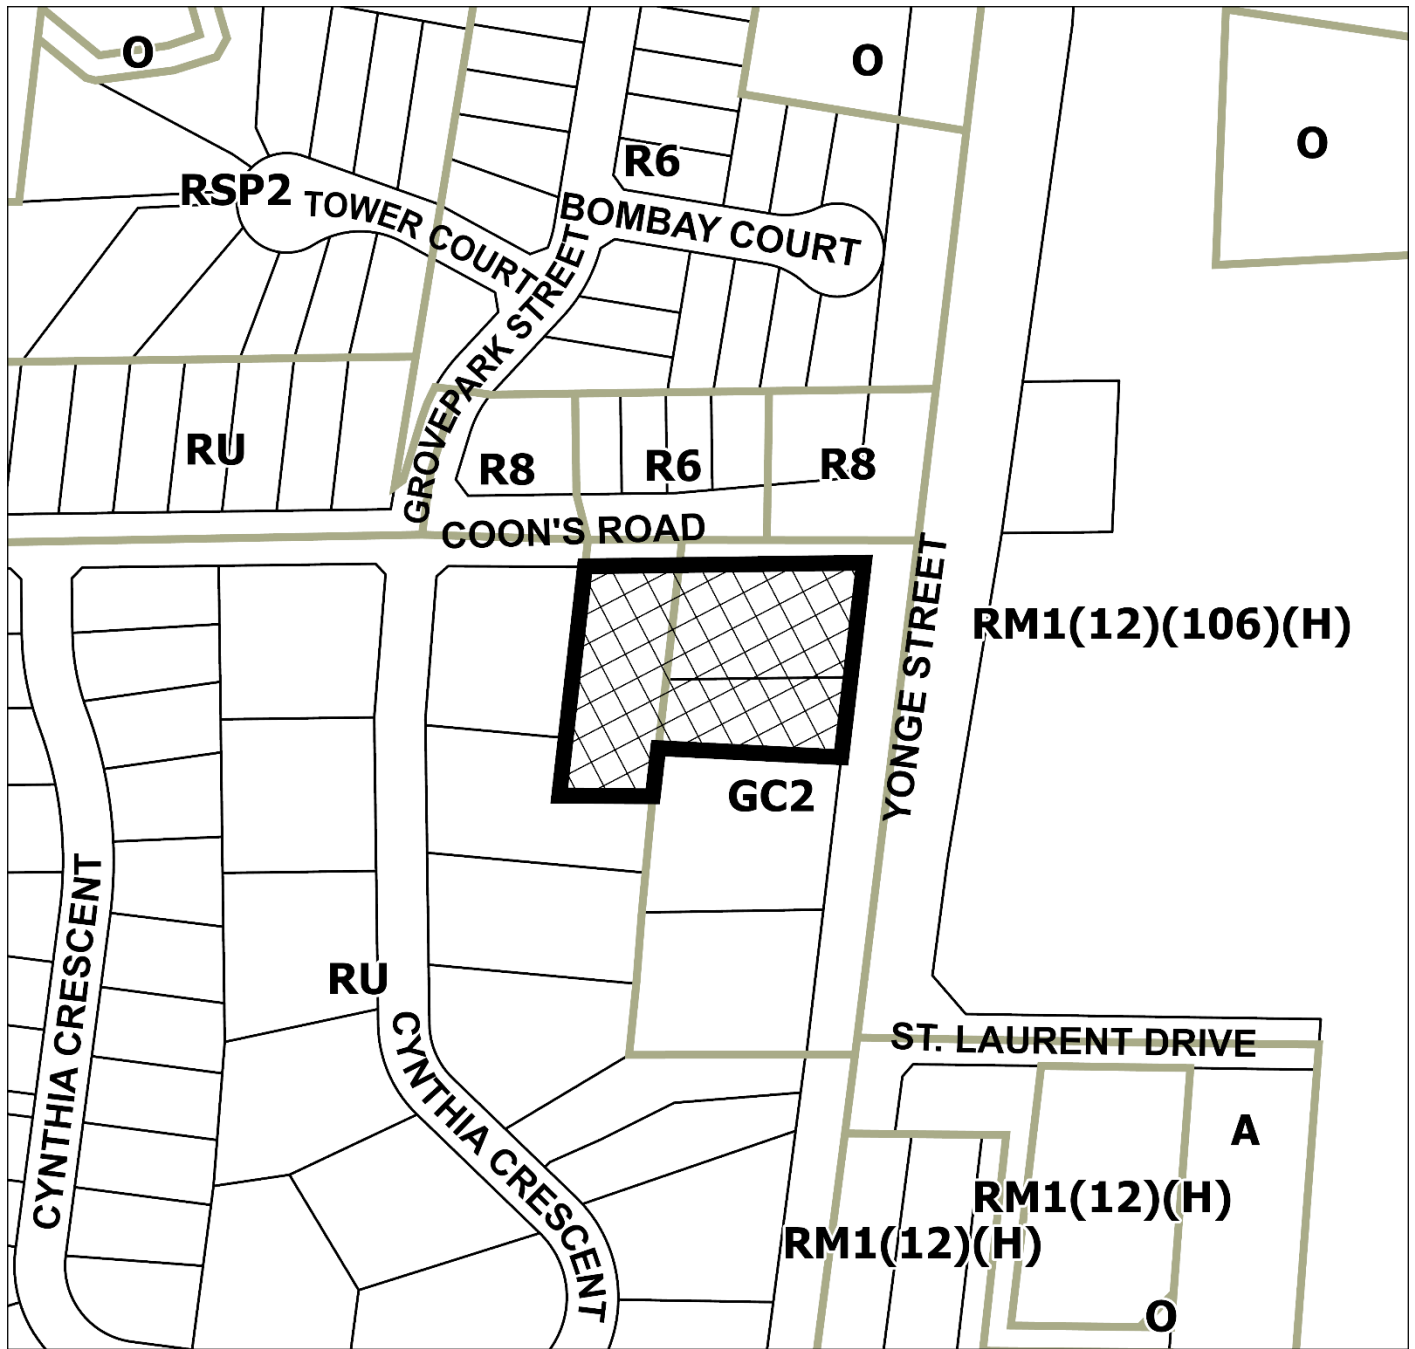 O
O
O
R6
RSP2
TOWER COURT
BOMBAY COURT
GROVEPARK STREET
RU
R8
R6
R8
COON'S ROAD
YONGE STREET
RM1(12)(106)(H)
GC2
CYNTHIA CRESCENT
RU
CYNTHIA CRESCENT
ST. LAURENT DRIVE
A
RM1(12)(H)
RM1(12)(H)
O